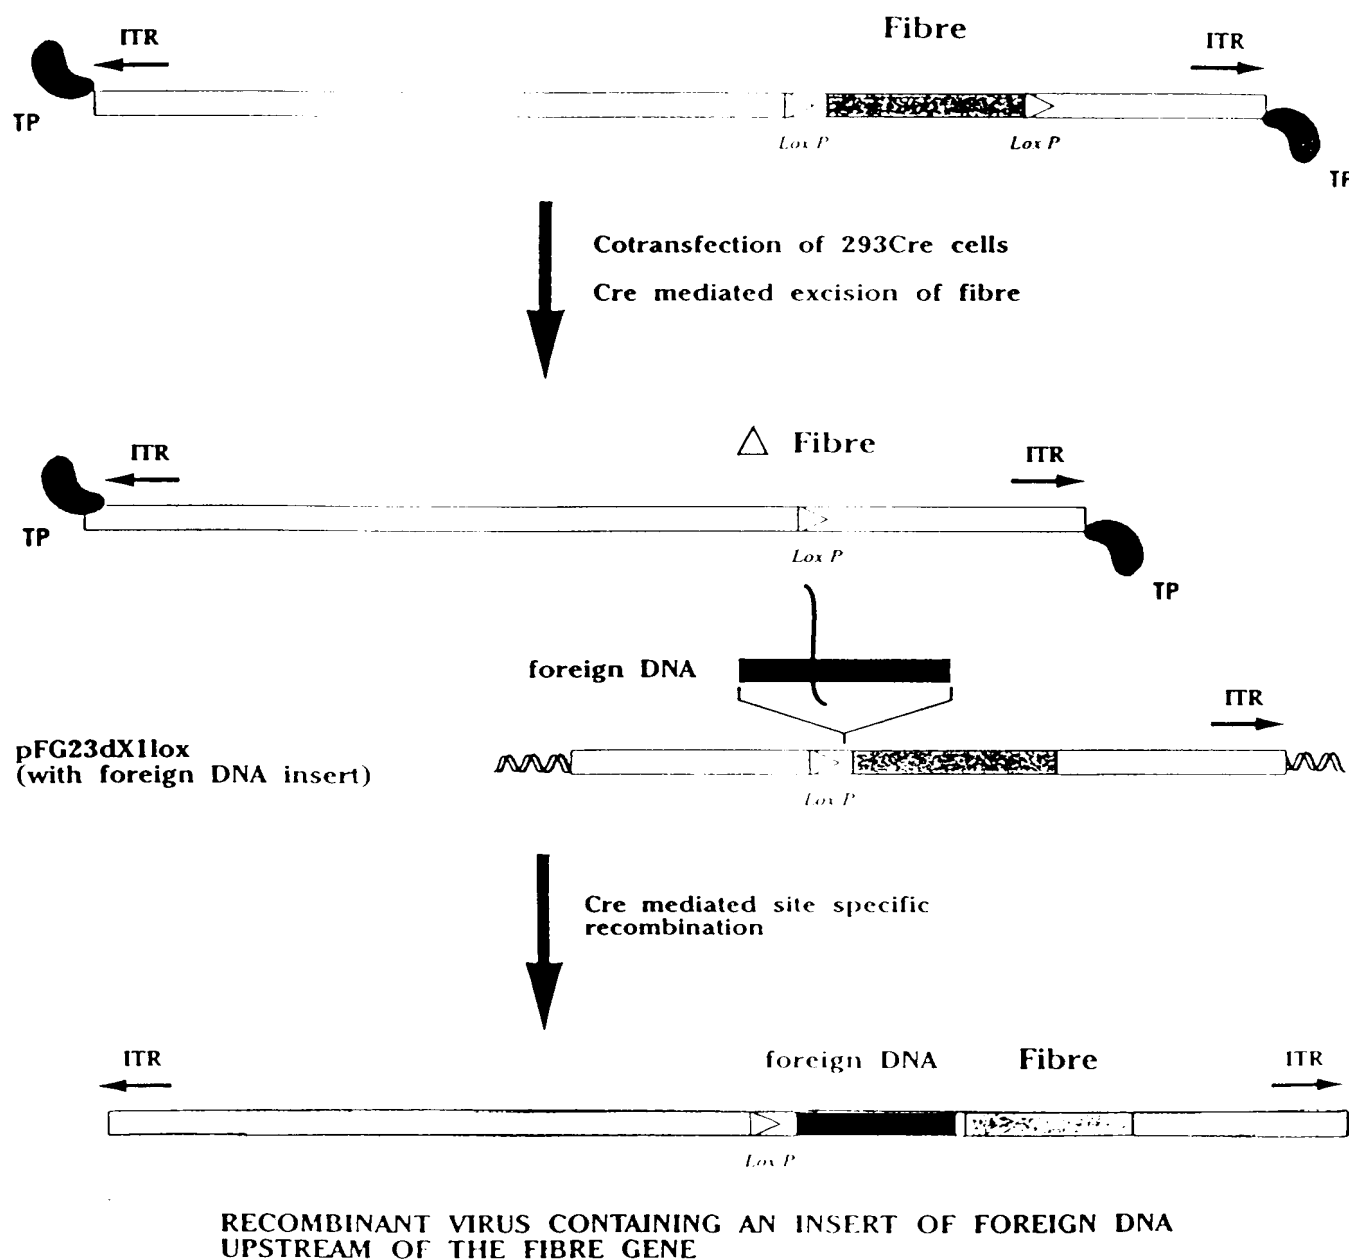 ITR
Fibre
ITR
TP
Lox P
Lox P
TP
Cotransfection of 293Cre cells
Cre mediated excision of fibre
ITR
△ Fibre
ITR
TP
Lox P
TP
foreign DNA
ITR
pFG23dX1lox
(with foreign DNA insert)
Lox P
Cre mediated site specific
recombination
ITR
foreign DNA
Fibre
ITR
Lox P
RECOMBINANT VIRUS CONTAINING AN INSERT OF FOREIGN DNA
UPSTREAM OF THE FIBRE GENE